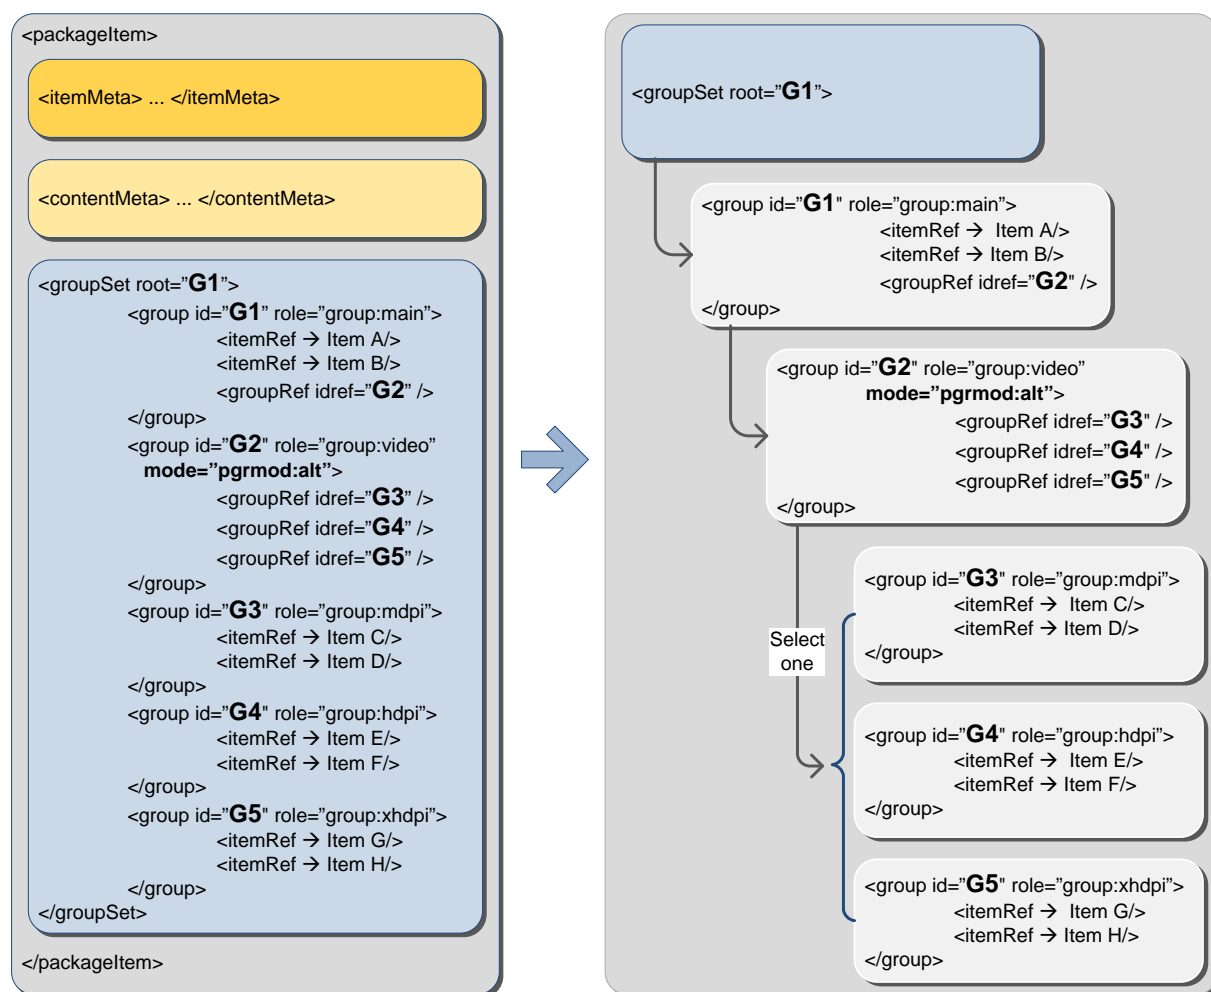 <packageItem>
<itemMeta> ... </itemMeta>
<contentMeta> ... </contentMeta>
<groupSet root=”G1”>
<group id=”G1” role=”group:main”>
<itemRef → Item A/>
<itemRef → Item B/>
<groupRef idref=”G2” />
</group>
<group id=”G2” role=”group:video”
mode=”pgrmod:alt”>
<groupRef idref=”G3” />
<groupRef idref=”G4” />
<groupRef idref=”G5” />
</group>
<group id=”G3” role=”group:mdpi”>
<itemRef → Item C/>
<itemRef → Item D/>
</group>
<group id=”G4" role=”group:hdpi”>
<itemRef → Item E/>
<itemRef → Item F/>
</group>
<group id=”G5" role=”group:xhdpi”>
<itemRef → Item G/>
<itemRef → Item H/>
</group>
</groupSet>
</packageItem>
<groupSet root=”G1”>
<group id=”G1" role=”group:main”>
<itemRef → Item A/>
<itemRef → Item B/>
<groupRef idref=”G2" />
</group>
<group id=”G2" role=”group:video”
mode=”pgrmod:alt”>
<groupRef idref=”G3" />
<groupRef idref=”G4" />
<groupRef idref=”G5" />
</group>
Select
one
<group id=”G3" role=”group:mdpi”>
<itemRef → Item C/>
<itemRef → Item D/>
</group>
<group id=”G4" role=”group:hdpi”>
<itemRef → Item E/>
<itemRef → Item F/>
</group>
<group id=”G5" role=”group:xhdpi”>
<itemRef → Item G/>
<itemRef → Item H/>
</group>